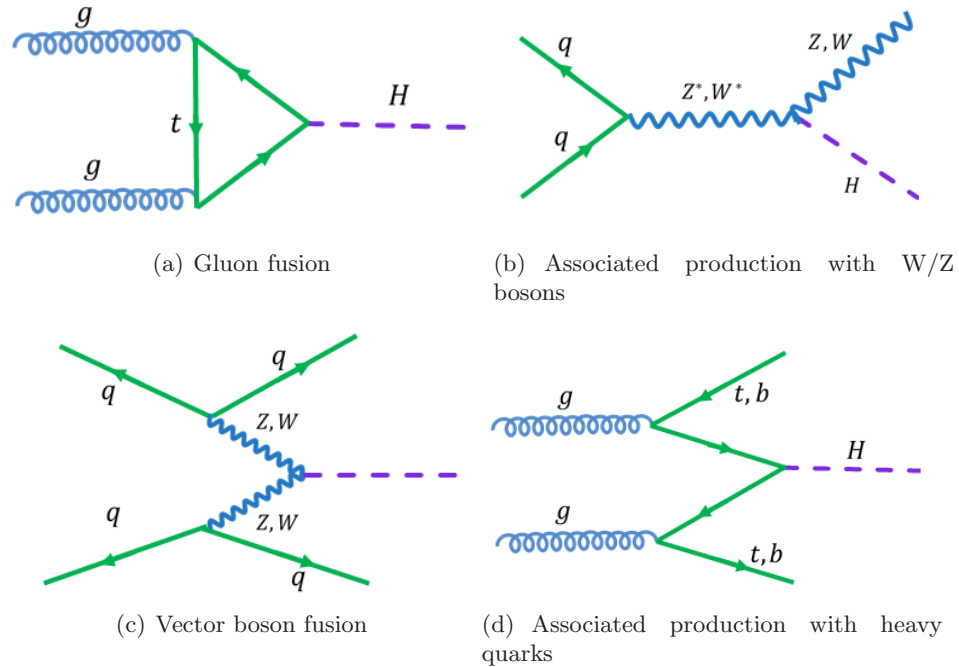 g
H
t
g
(a) Gluon fusion
q
Z*,W*
Z,W
q
H
(b) Associated production with W/Z
bosons
q
q
Z,W
Z,W
q
q
(c) Vector boson fusion
g
t,b
H
g
t,b
(d) Associated production with heavy
quarks